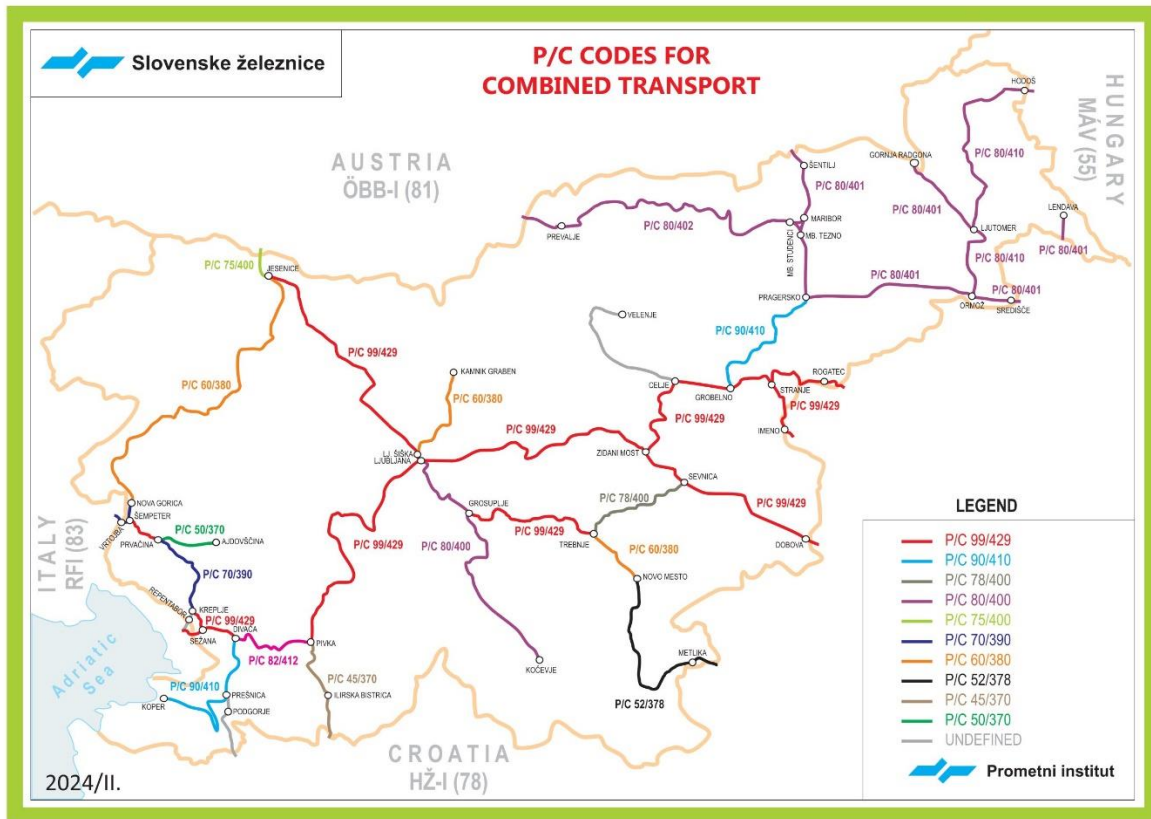 Slovenske železnice
P/C CODES FOR
COMBINED TRANSPORT
AUSTRIA
ÖBB-I (81)
HUNGARY
MÁV (55)
ITALY
RFI (83)
CROATIA
HŽ-I (78)
Adriatic
Sea
HODOŠ
P/C 80/410
GORNJA RADGONA
ŠENTILJ
P/C 80/401
P/C 80/401
LENDAVA
P/C 80/401
MARIBOR
MB. TEZNO
MB. STUDENCI
PREVALJE
P/C 80/402
LJUTOMER
P/C 80/410
P/C 80/401
ORMOŽ
P/C 80/401
SREDIŠČE
PRAGERSKO
P/C 75/400
JESENICE
VELENJE
P/C 90/410
P/C 99/429
P/C 60/380
KAMNIK GRABEN
P/C 60/380
CELJE
GROBELNO
ROGATEC
STRANJE
P/C 99/429
IMENO
P/C 99/429
P/C 99/429
LJ. ŠIŠKA
LJUBLJANA
ZIDANI MOST
SEVNICA
P/C 78/400
P/C 99/429
DOBOVA
NOVA GORICA
ŠEMPETER
VRTOJBA
PRVAČINA
P/C 50/370
AJDOVŠČINA
P/C 70/390
P/C 99/429
GROSUPLJE
P/C 99/429
P/C 80/400
TREBNJE
P/C 60/380
NOVO MESTO
REPENTABOR
KREPLJE
P/C 99/429
SEŽANA
DIVAČA
P/C 82/412
PIVKA
P/C 45/370
ILIRSKA BISTRICA
P/C 90/410
KOPER
PREŠNICA
PODGORJE
KOČEVJE
METLIKA
P/C 52/378
LEGEND
P/C 99/429
P/C 90/410
P/C 78/400
P/C 80/400
P/C 75/400
P/C 70/390
P/C 60/380
P/C 52/378
P/C 45/370
P/C 50/370
UNDEFINED
Prometni institut
2024/II.